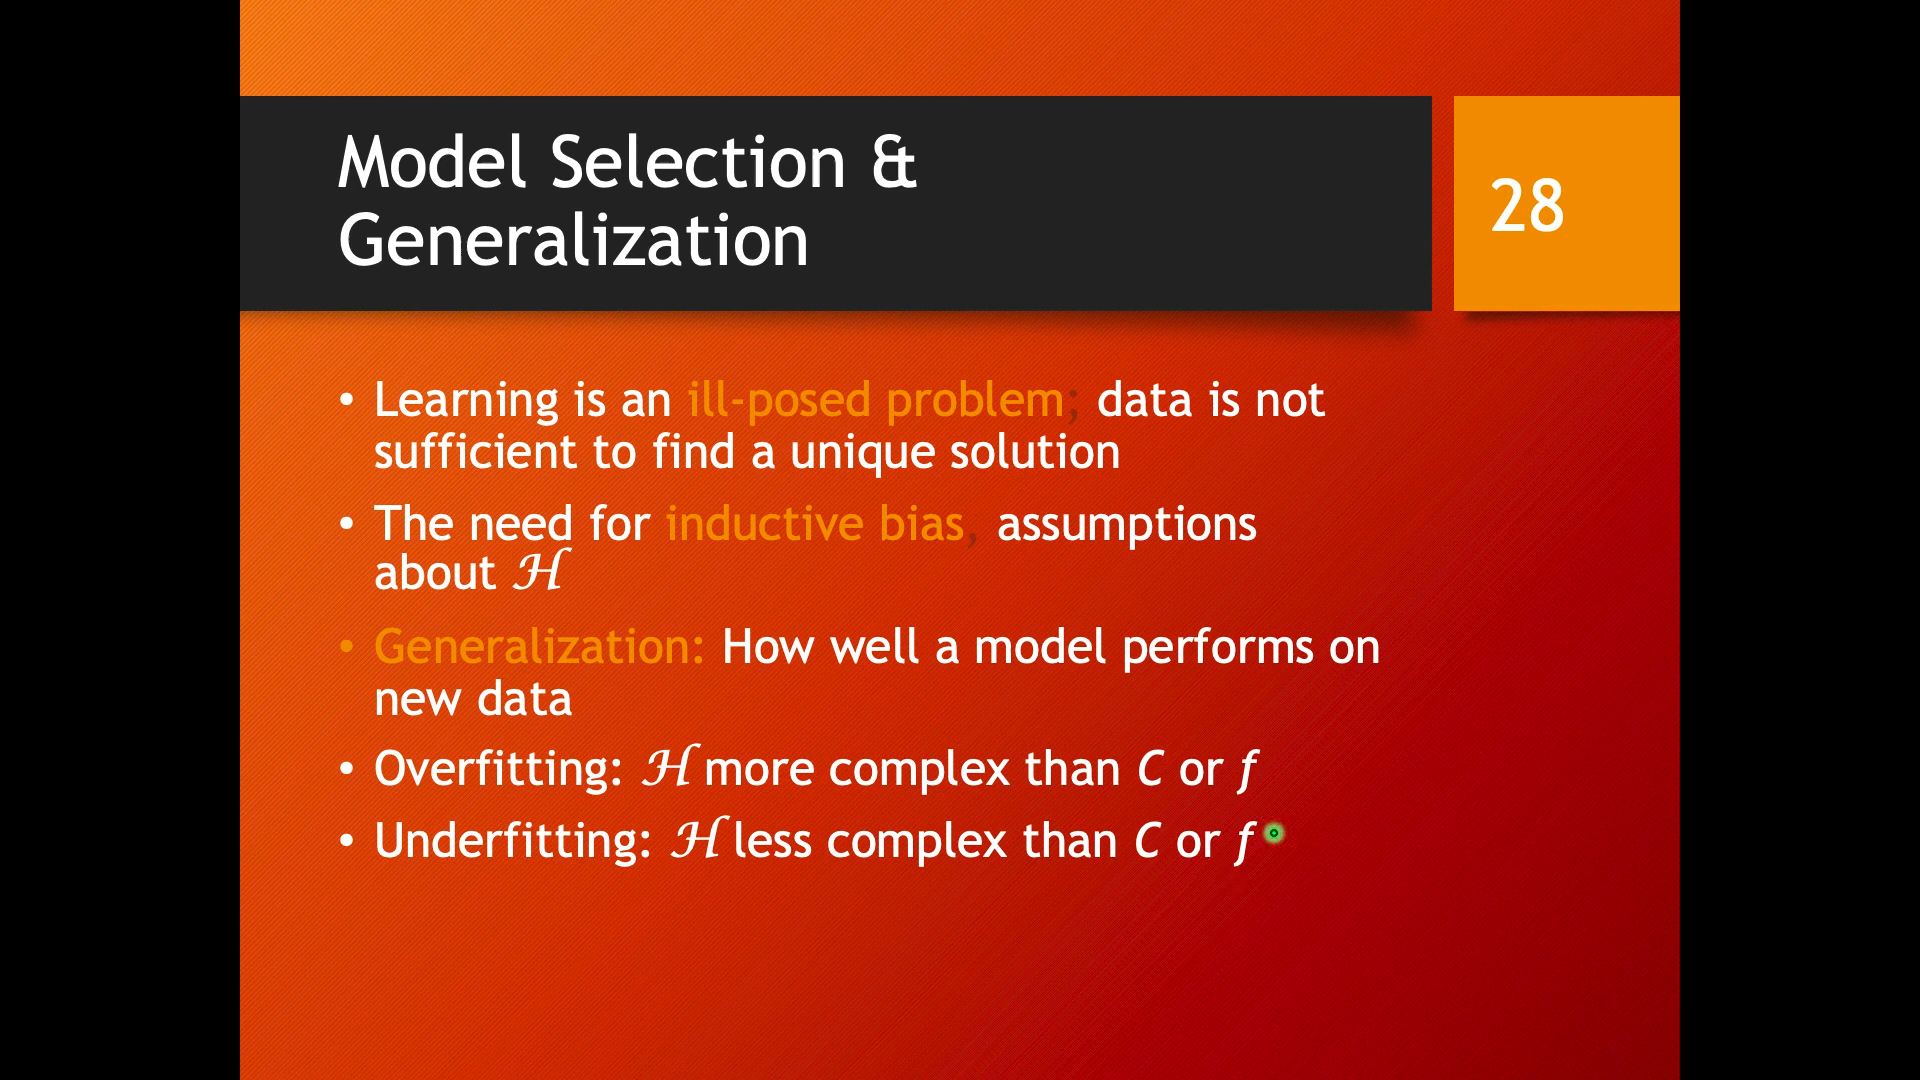 Model Selection &
Generalization
28
• Learning is an ill-posed problem; data is not
sufficient to find a unique solution
• The need for inductive bias, assumptions
about ℋ
• Generalization: How well a model performs on
new data
• Overfitting: ℋ more complex than C or f
• Underfitting: ℋ less complex than C or f